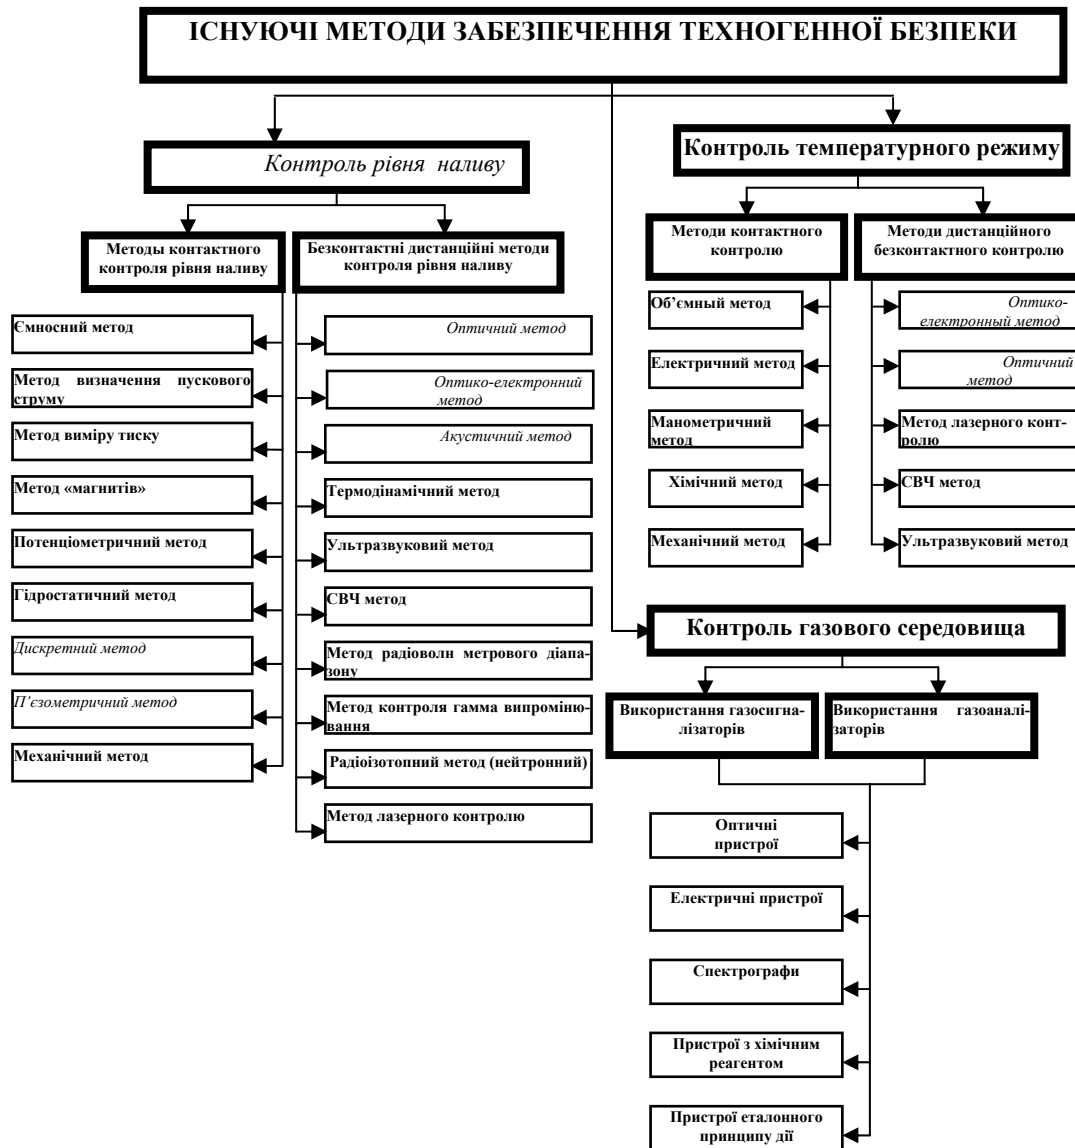 ІСНУЮЧІ МЕТОДИ ЗАБЕЗПЕЧЕННЯ ТЕХНОГЕННОЇ БЕЗПЕКИ
Контроль рівня наливу
Методы контактного
контроля рівня наливу
Ємносний метод
Метод визначення пускового
струму
Метод виміру тиску
Метод «магнитів»
Потенціометричний метод
Гідростатичний метод
Дискретний метод
П’єзометричний метод
Механічний метод
Безконтактні дистанційні методи
контроля рівня наливу
Оптичний метод
Оптико-електронний
метод
Акустичний метод
Термодінамічний метод
Ультразвуковий метод
СВЧ метод
Метод радіоволн метрового діапа-
зону
Метод контроля гамма випроміню-
вання
Радіоізотопний метод (нейтронний)
Метод лазерного контролю
Контроль температурного режиму
Методи контактного
контролю
Об’ємный метод
Електричний метод
Манометричний
метод
Хімічний метод
Механічний метод
Методи дистанційного
безконтактного контролю
Оптико-
електронный метод
Оптичний
метод
Метод лазерного конт-
ролю
СВЧ метод
Ультразвуковий метод
Контроль газового середовища
Використання газосигна-
лізаторів
Використання газоаналі-
заторів
Оптичні
пристрої
Електричні пристрої
Спектрографи
Пристрої з хімічним
реагентом
Пристрої еталонного
принципу дії